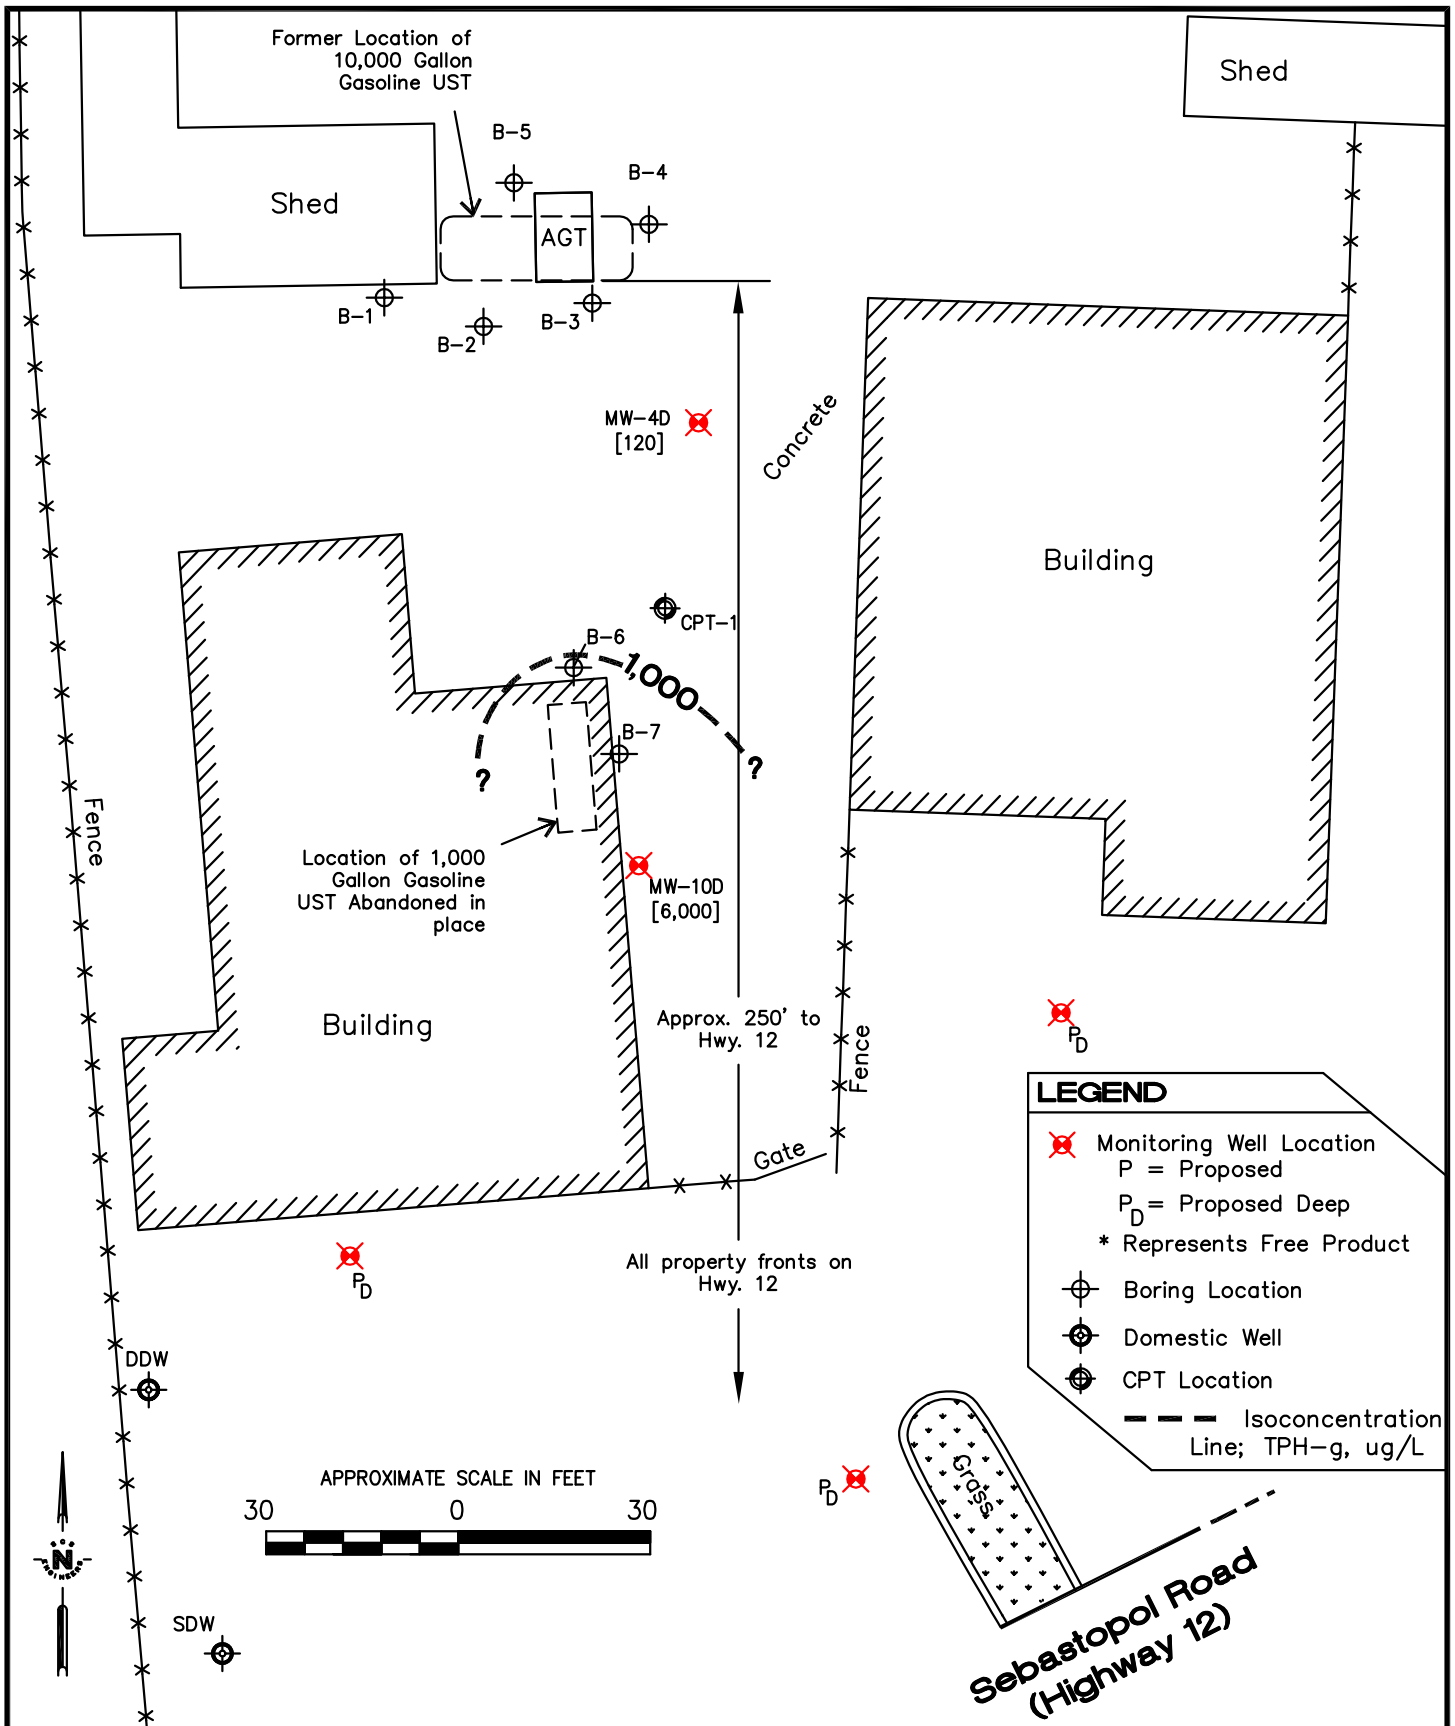 Former Location of
10,000 Gallon
Gasoline UST
Shed
B-5
B-4
Shed
AGT
B-1
B-2
B-3
MW-4D
[120]
Concrete
Building
CPT-1
B-6
1,000
B-7
?
?
Fence
Location of 1,000
Gallon Gasoline
UST Abandoned in
place
MW-10D
[6,000]
Building
Approx. 250' to
Hwy. 12
Fence
PD
LEGEND
Monitoring Well Location
P = Proposed
PD = Proposed Deep
* Represents Free Product
Boring Location
Domestic Well
CPT Location
Isoconcentration
Line; TPH-g, ug/L
Gate
All property fronts on
Hwy. 12
PD
DDW
APPROXIMATE SCALE IN FEET
30 0 30
PD
Grass
SCS
N
ENGINEERS
SDW
Sebastopol Road
(Highway 12)